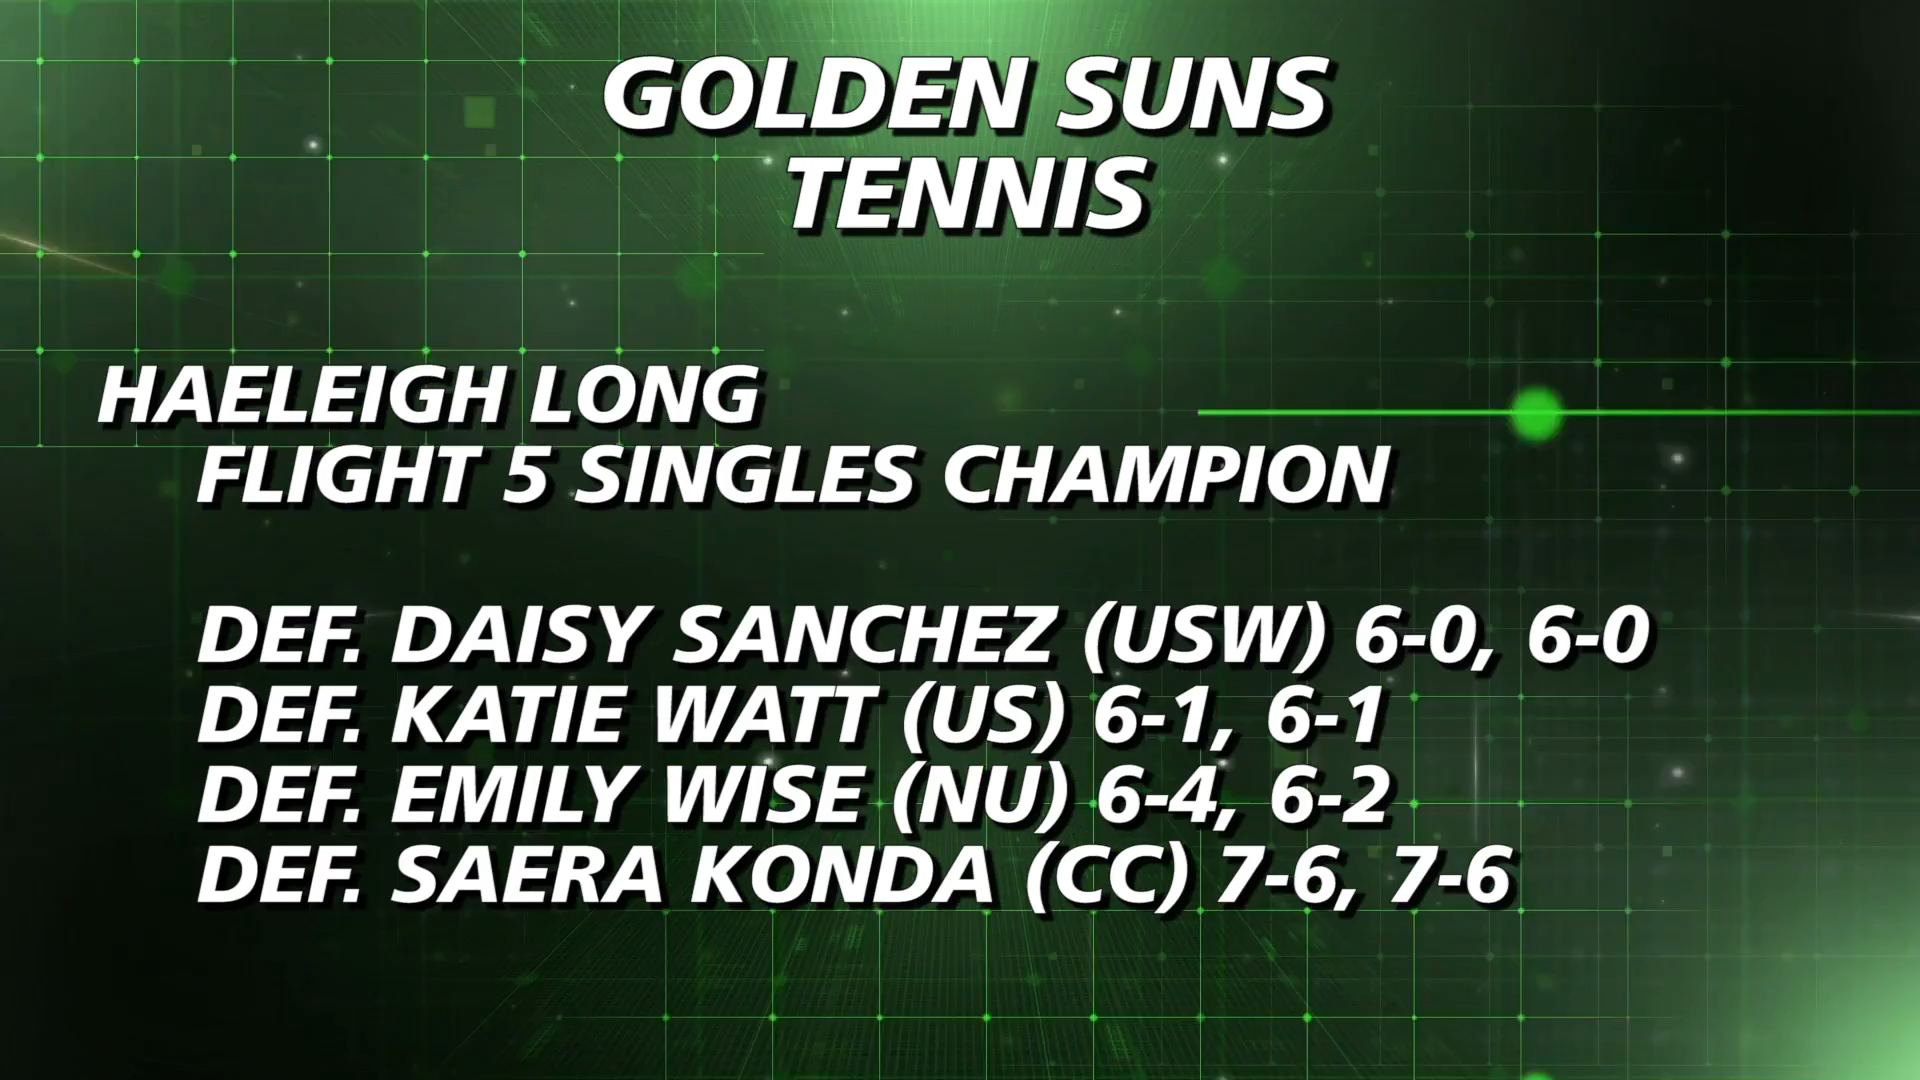 GOLDEN SUNS
TENNIS
HAELEIGH LONG
FLIGHT 5 SINGLES CHAMPION
DEF. DAISY SANCHEZ (USW) 6-0, 6-0
DEF. KATIE WATT (US) 6-1, 6-1
DEF. EMILY WISE (NU) 6-4, 6-2
DEF. SAERA KONDA (CC) 7-6, 7-6